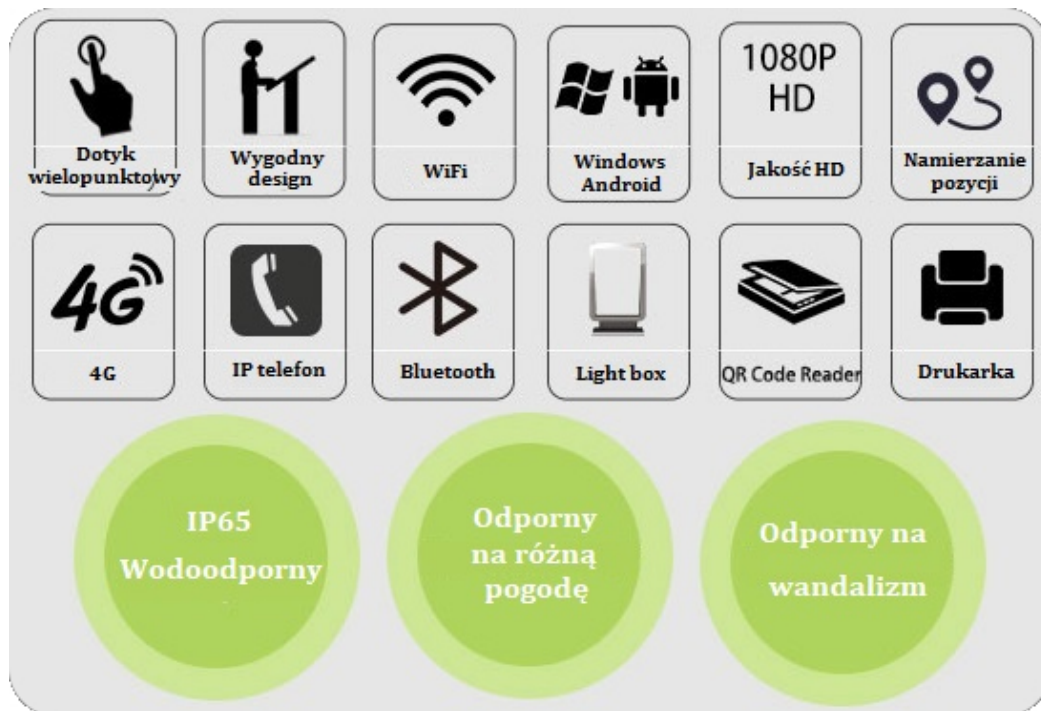 1080P
HD
Dotyk
wielopunktowy
Wygodny
design
WiFi
Windows
Android
Jakość HD
Namierzanie
pozycji
4G
4G
IP telefon
Bluetooth
Light box
QR Code Reader
Drukarka
IP65
Wodoodporny
Odporny
na różną
pogodę
Odporny na
wandalizm